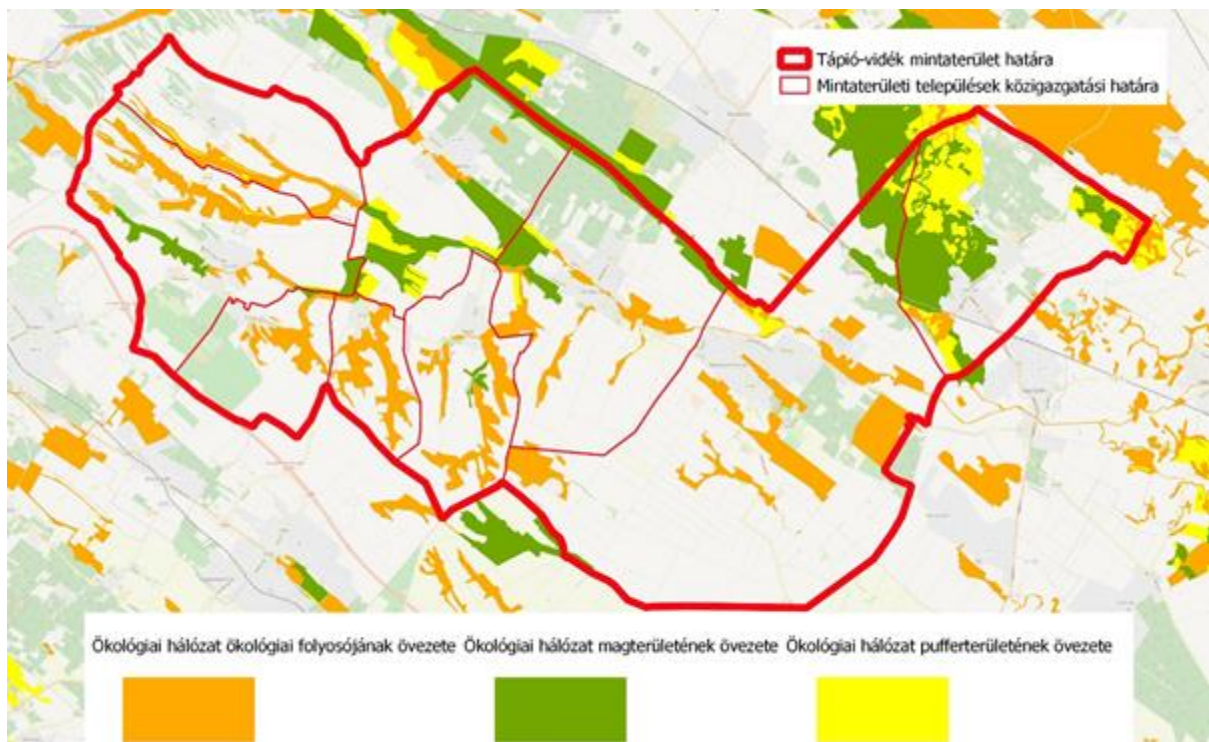 Tápió-vidék mintaterület határa
Mintaterületi települések közigazgatási határa
Ökológiai hálózat ökológiai folyosójának övezete
Ökológiai hálózat magterületének övezete
Ökológiai hálózat pufferterületének övezete